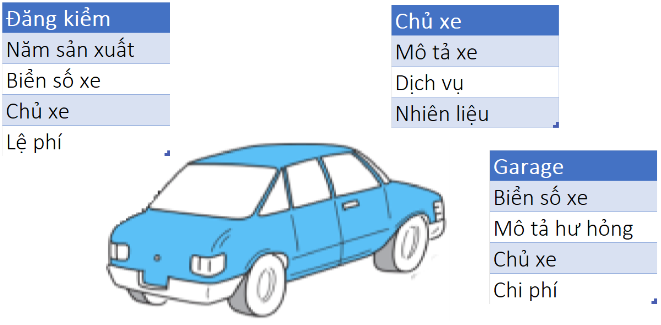 Đăng kiểm
Năm sản xuất
Biển số xe
Chủ xe
Lệ phí
Chủ xe
Mô tả xe
Dịch vụ
Nhiên liệu
Garage
Biển số xe
Mô tả hư hỏng
Chủ xe
Chi phí